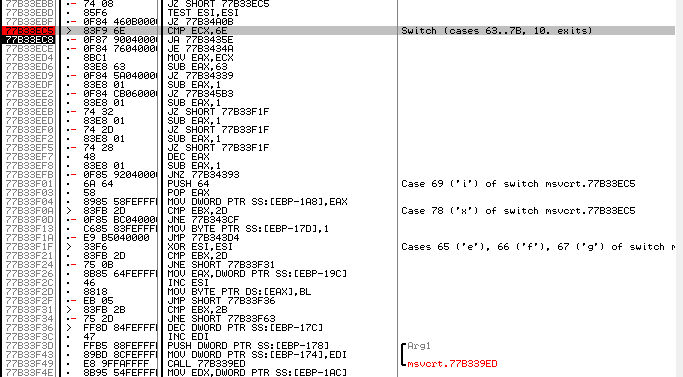 77B33EBB 74 08 JZ SHORT 77B33EC5
77B33EBD 85F6 TEST ESI,ESI
77B33EBF 0F84 460B0000 JZ 77B34A0B
77B33EC5 > 83F9 6E CMP ECX,6E Switch (cases 63..7B, 10. exits)
77B33EC8 0F87 90040000 JA 77B3435E
77B33ECE 0F84 76040000 JE 77B3434A
77B33ED4 8BC1 MOV EAX,ECX
77B33ED6 83E8 63 SUB EAX,63
77B33ED9 0F84 5A040000 JZ 77B34339
77B33EDF 83E8 01 SUB EAX,1
77B33EE2 0F84 CB060000 JZ 77B345B3
77B33EE8 83E8 01 SUB EAX,1
77B33EEB 74 32 JZ SHORT 77B33F1F
77B33EED 83E8 01 SUB EAX,1
77B33EF0 74 2D JZ SHORT 77B33F1F
77B33EF2 83E8 01 SUB EAX,1
77B33EF5 74 28 JZ SHORT 77B33F1F
77B33EF7 48 DEC EAX
77B33EF8 83E8 01 SUB EAX,1
77B33EFB 0F85 92040000 JNZ 77B34393
77B33F01 6A 64 PUSH 64 Case 69 ('i') of switch msvcrt.77B33EC5
77B33F03 58 POP EAX
77B33F04 8985 58FEFFFF MOV DWORD PTR SS:[EBP-1A8],EAX
77B33F0A > 83FB 2D CMP EBX,2D Case 78 ('x') of switch msvcrt.77B33EC5
77B33F0D 0F85 BC040000 JNE 77B343CF
77B33F13 C685 83FEFFFF MOV BYTE PTR SS:[EBP-17D],1
77B33F1A E9 B5040000 JMP 77B343D4
77B33F1F > 33F6 XOR ESI,ESI Cases 65 ('e'), 66 ('f'), 67 ('g') of switch m
77B33F21 83FB 2D CMP EBX,2D
77B33F24 75 0B JNE SHORT 77B33F31
77B33F26 8B85 64FEFFFF MOV EAX,DWORD PTR SS:[EBP-19C]
77B33F2C 46 INC ESI
77B33F2D 8818 MOV BYTE PTR DS:[EAX],BL
77B33F2F EB 05 JMP SHORT 77B33F36
77B33F31 > 83FB 2B CMP EBX,2B
77B33F34 75 2D JNE SHORT 77B33F63
77B33F36 > FF8D 84FEFFFF DEC DWORD PTR SS:[EBP-17C]
77B33F3C 47 INC EDI
77B33F3D FFB5 88FEFFFF PUSH DWORD PTR SS:[EBP-178] Arg1
77B33F43 89BD 8CFEFFFF MOV DWORD PTR SS:[EBP-174],EDI
77B33F49 E8 9FFAFFFF CALL 77B339ED msvcrt.77B339ED
77B33F4E 8B95 54FEFFFF MOV EDX,DWORD PTR SS:[EBP-1AC]